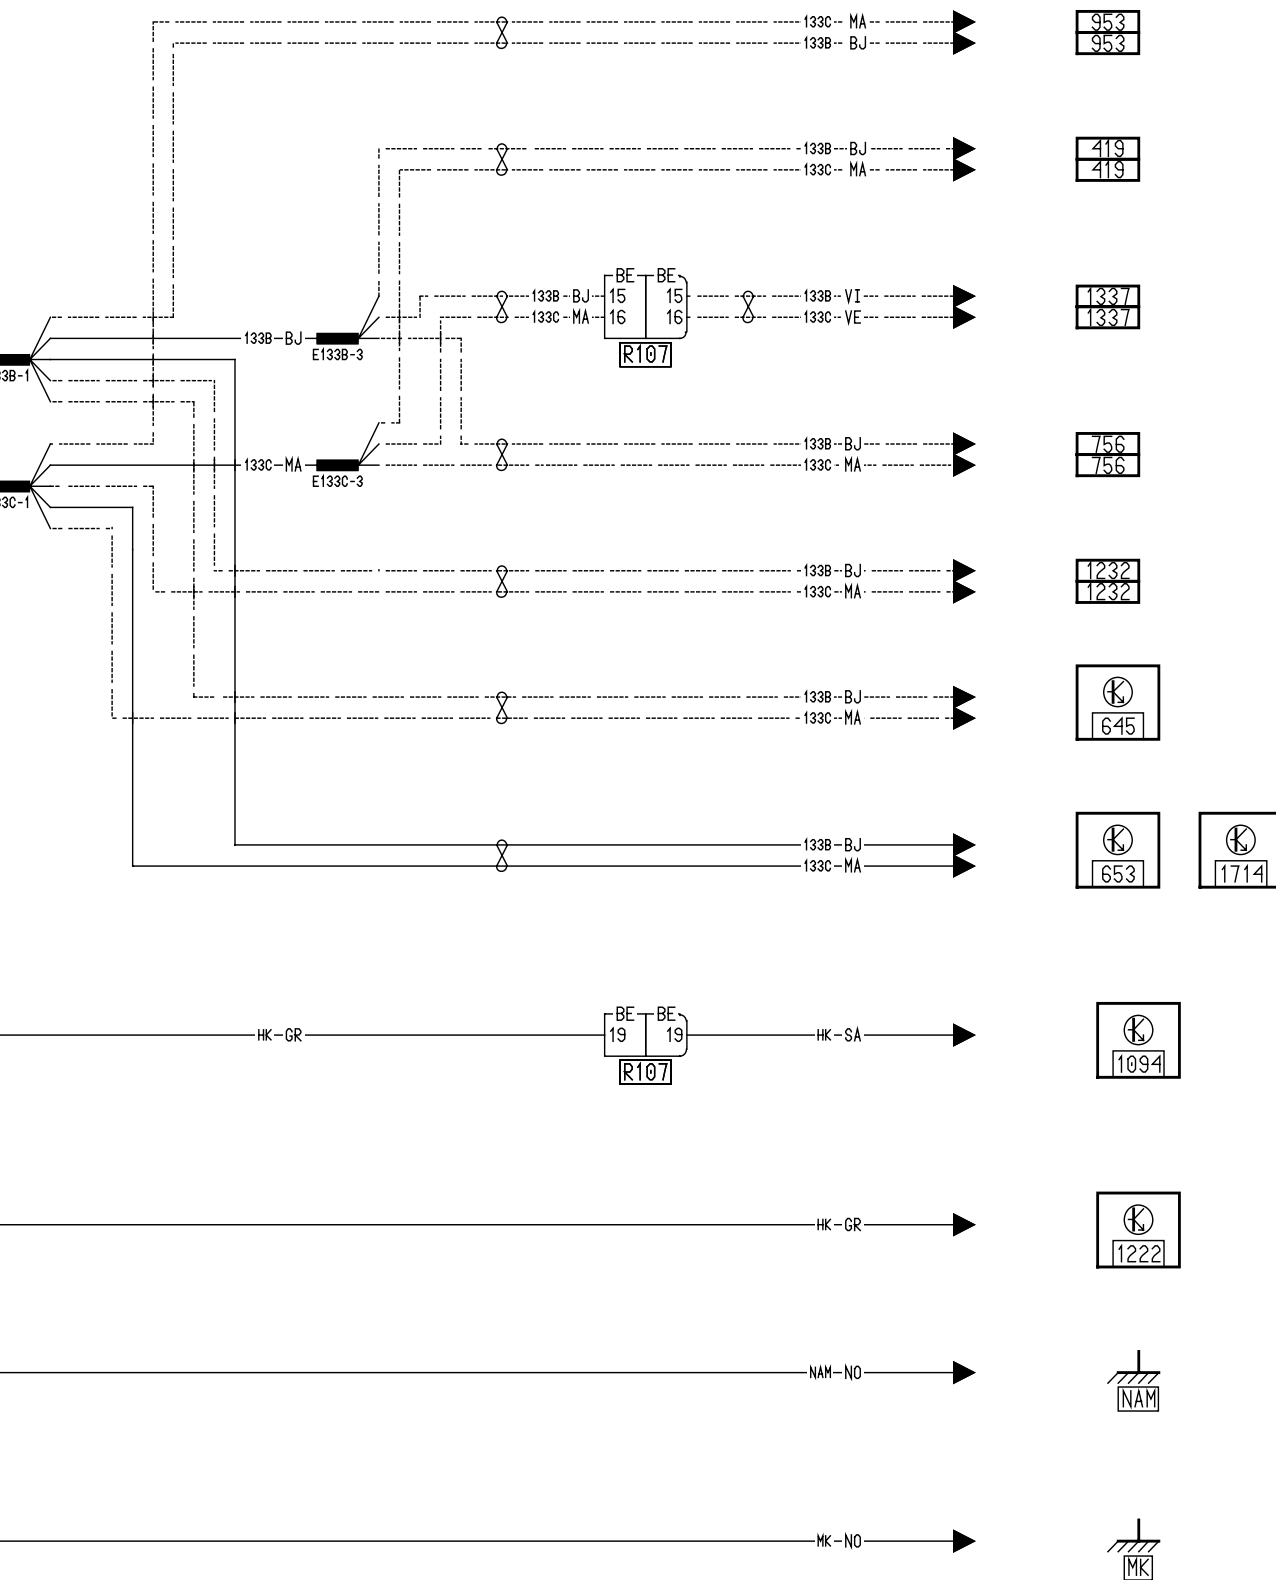 133C MA 953
133B BJ 953
133B BJ 419
133C MA 419
BE BE
133B BJ 15 15 133B VI 1337
133C MA 16 16 133C VE 1337
133B BJ
E133B-3 R107
33B-1
133B BJ 756
133C MA E133C-3 133C MA 756
33C-1
133B BJ 1232
133C MA 1232
133B BJ
133C MA 645
133B BJ
133C MA 653 1714
BE BE
HK GR 19 19 HK SA 1094
R107
HK GR 1222
NAM NO
NAM
MK NO
MK